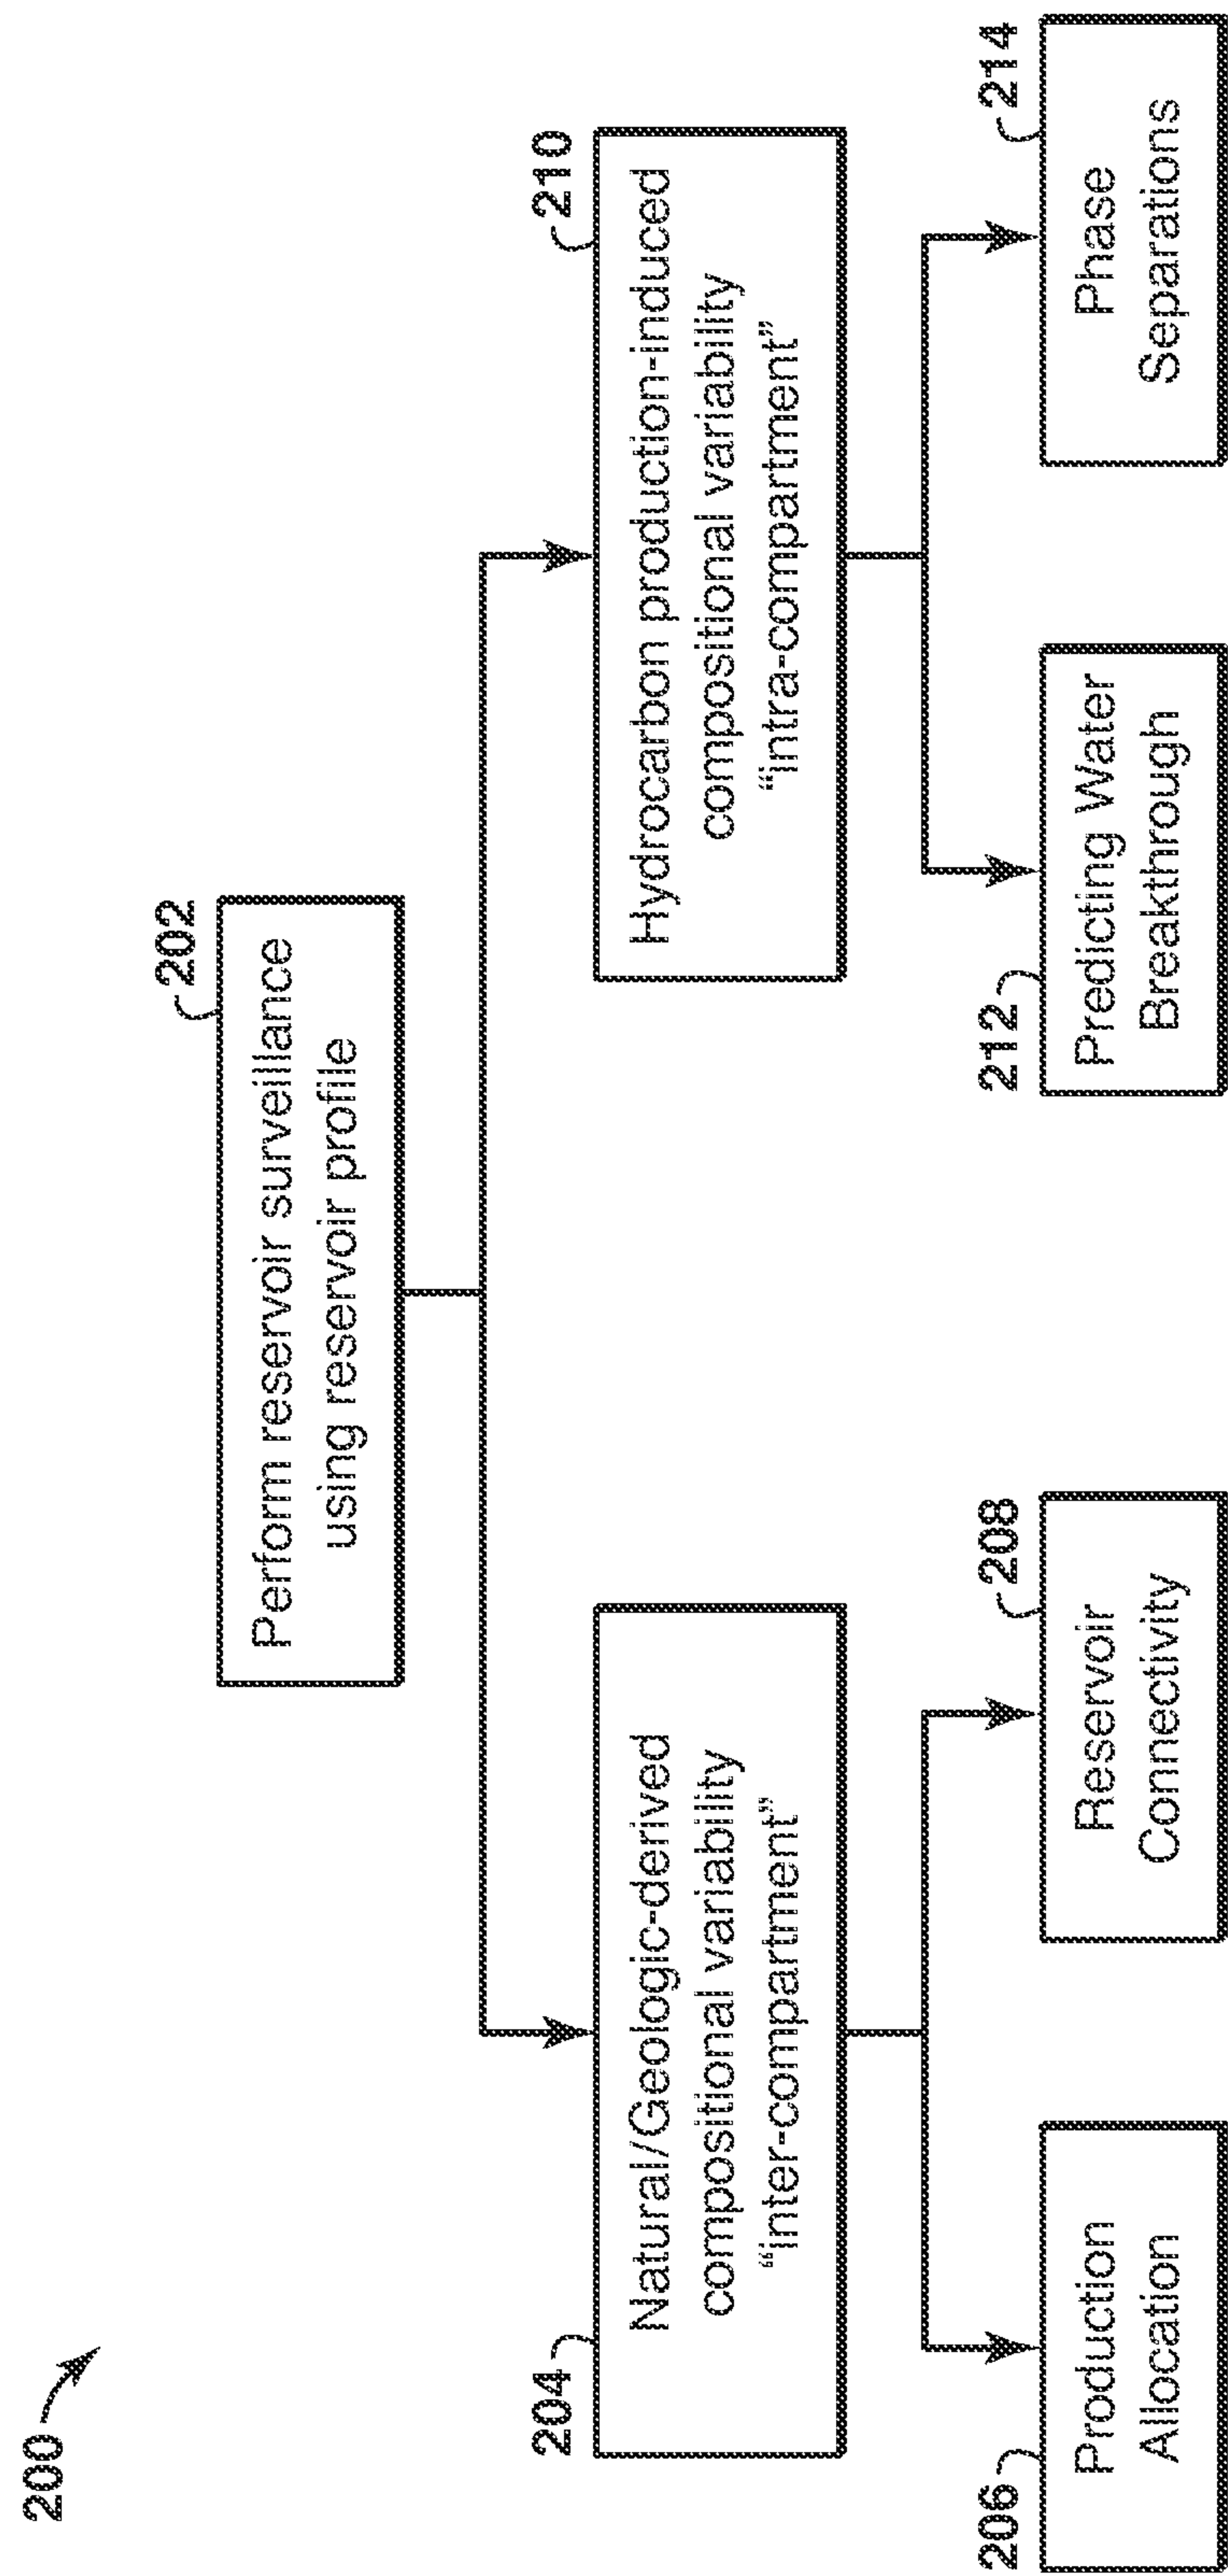 200
202
Perform reservoir surveillance
using reservoir profile
204
Natural/Geologic-derived
compositional variability
“inter-compartment”
210
Hydrocarbon production-induced
compositional variability
“intra-compartment”
206
Production
Allocation
208
Reservoir
Connectivity
212
Predicting Water
Breakthrough
214
Phase
Separations